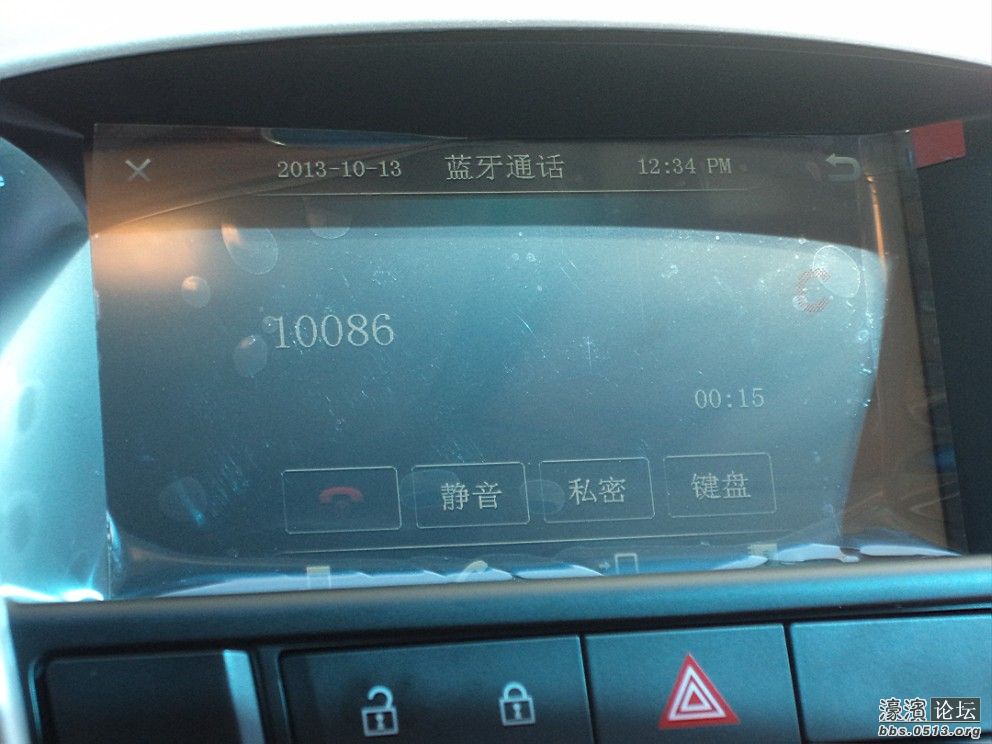 2013-10-13 蓝牙通话 12:34 PM
10086
00:15
静音 私密 键盘
濠滨论坛
bbs.0513.org